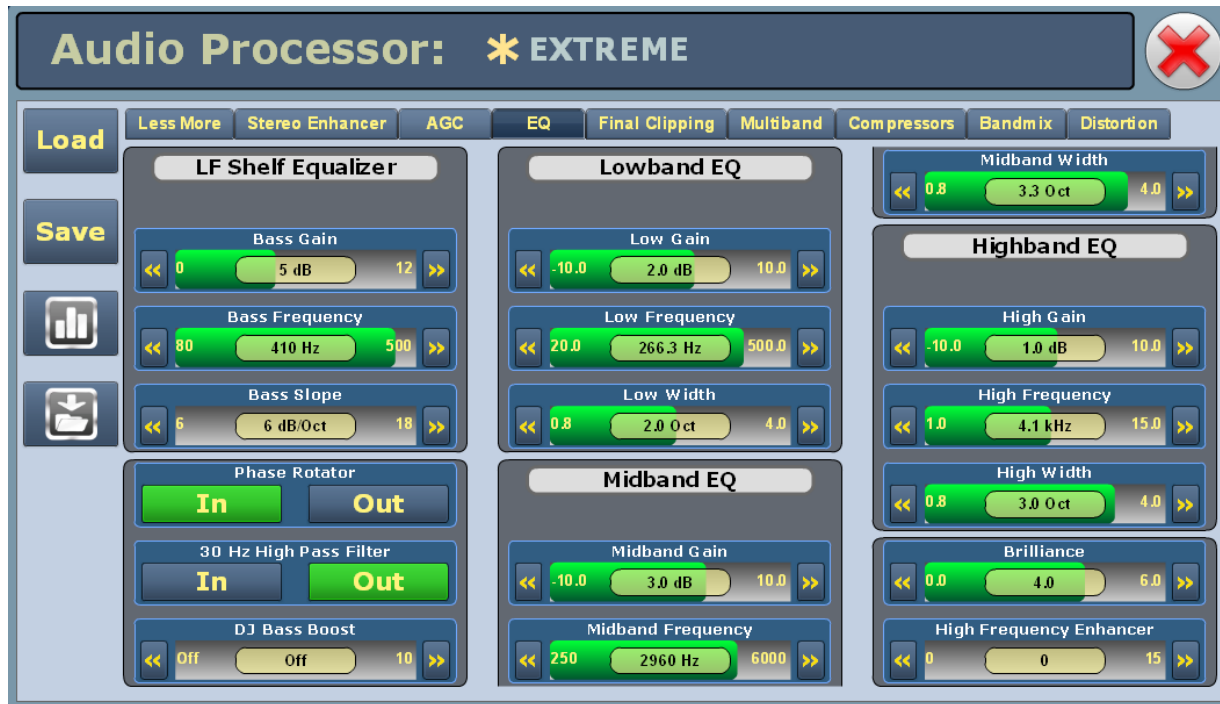 Audio Processor: * EXTREME
Load
Save
Less More Stereo Enhancer AGC EQ Final Clipping Multiband Compressors Bandmix Distortion
LF Shelf Equalizer
Bass Gain
« 0 5 dB 12 »
Bass Frequency
« 80 410 Hz 500 »
Bass Slope
« 6 6 dB/Oct 18 »
Phase Rotator
In Out
30 Hz High Pass Filter
In Out
DJ Bass Boost
« Off Off 10 »
Lowband EQ
Low Gain
« -10.0 2.0 dB 10.0 »
Low Frequency
« 20.0 266.3 Hz 500.0 »
Low Width
« 0.8 2.0 Oct 4.0 »
Midband EQ
Midband Gain
« -10.0 3.0 dB 10.0 »
Midband Frequency
« 250 2960 Hz 6000 »
Midband Width
« 0.8 3.3 Oct 4.0 »
Highband EQ
High Gain
« -10.0 1.0 dB 10.0 »
High Frequency
« 1.0 4.1 kHz 15.0 »
High Width
« 0.8 3.0 Oct 4.0 »
Brilliance
« 0.0 4.0 6.0 »
High Frequency Enhancer
« 0 0 15 »